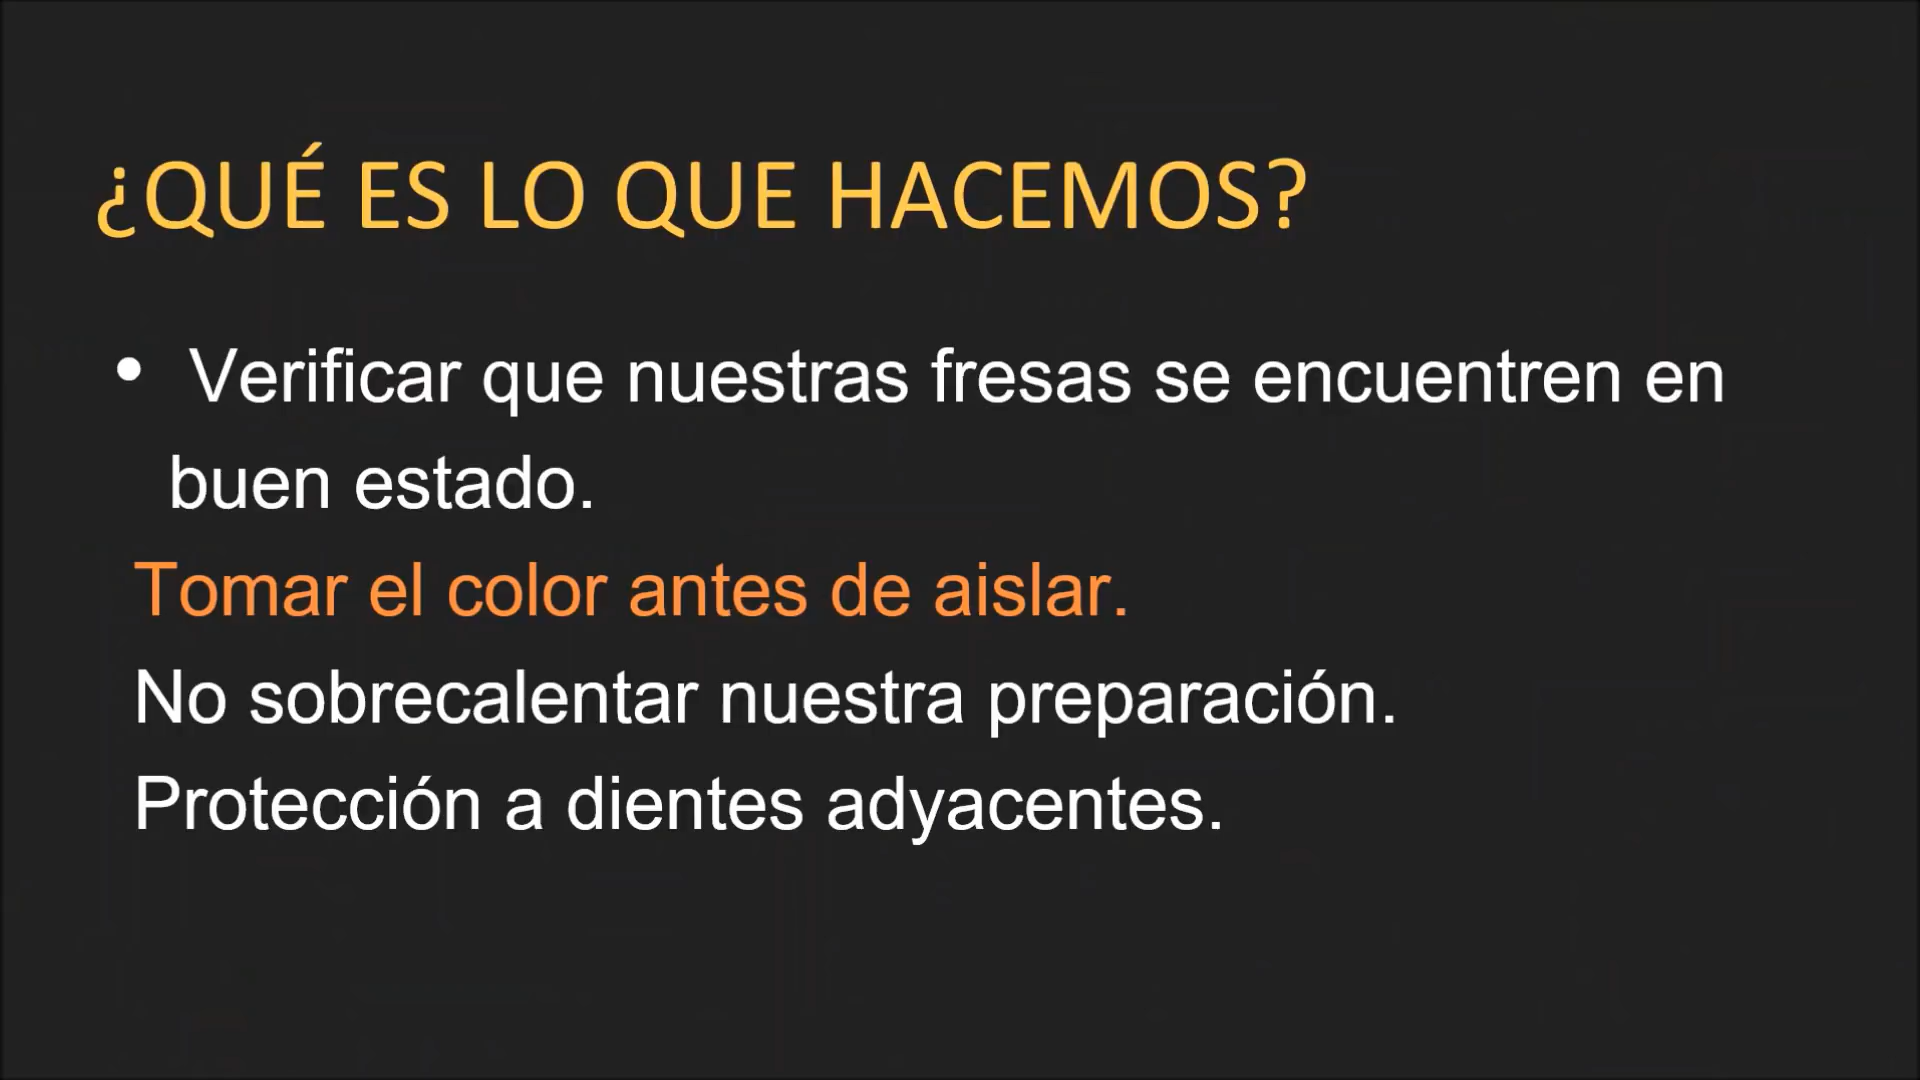 ¿QUÉ ES LO QUE HACEMOS?
• Verificar que nuestras fresas se encuentren en
buen estado.
Tomar el color antes de aislar.
No sobrecalentar nuestra preparación.
Protección a dientes adyacentes.